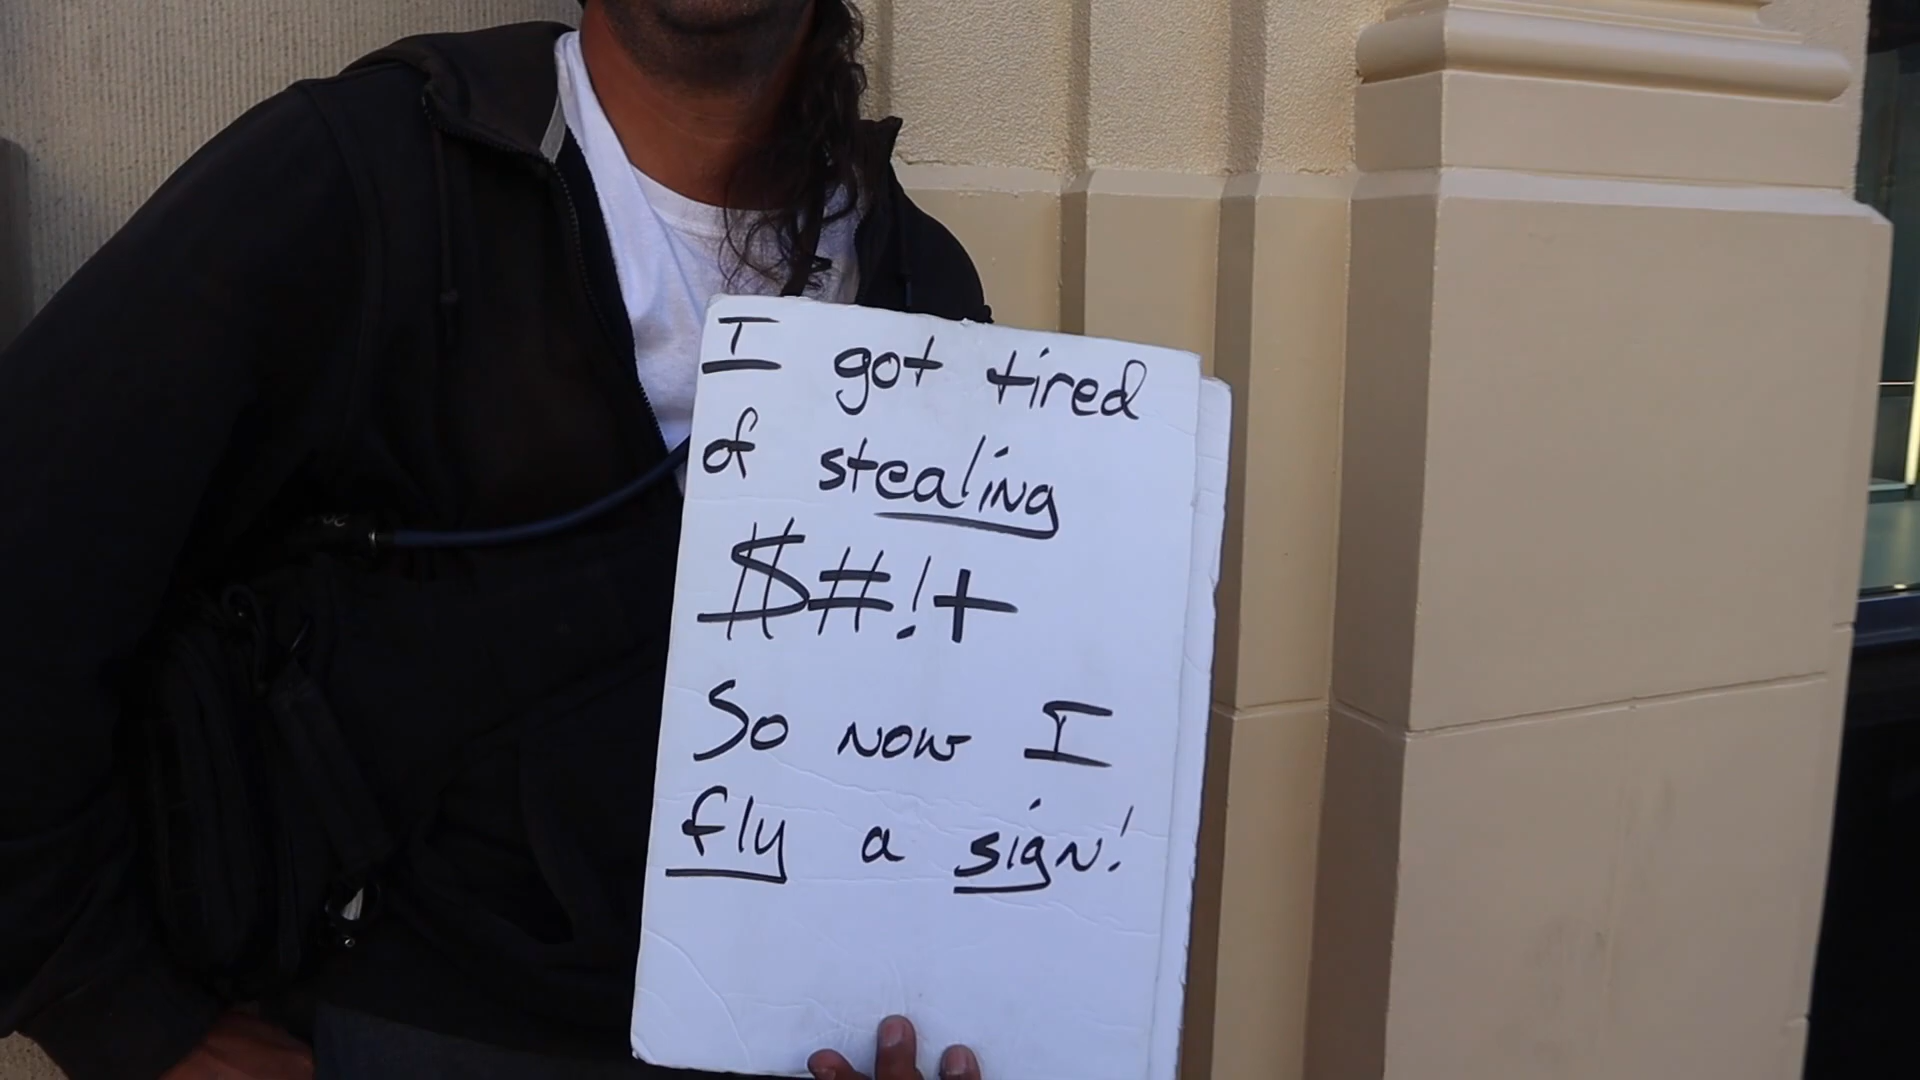 I got tired
of stealing
$#!+
So now I
fly a sign!